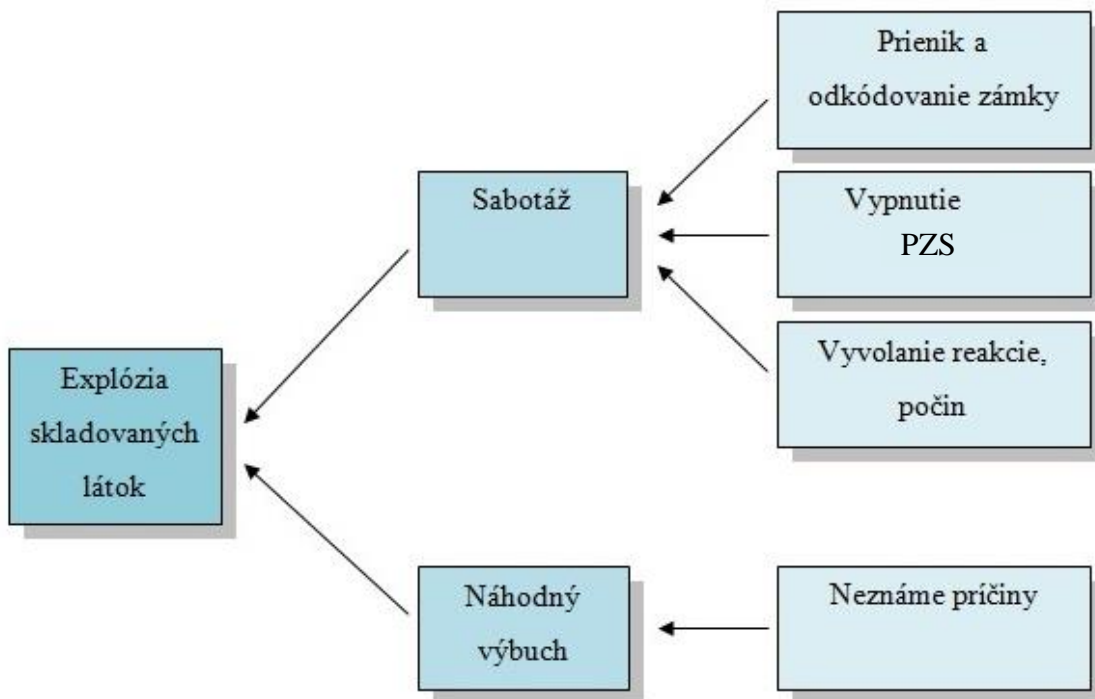 Prienik a
odkódovanie zámky
Sabotáž
Vypnutie
PZS
Vyvolanie reakcie,
počin
Explózia
skladovaných
látok
Náhodný
výbuch
Neznáme príčiny